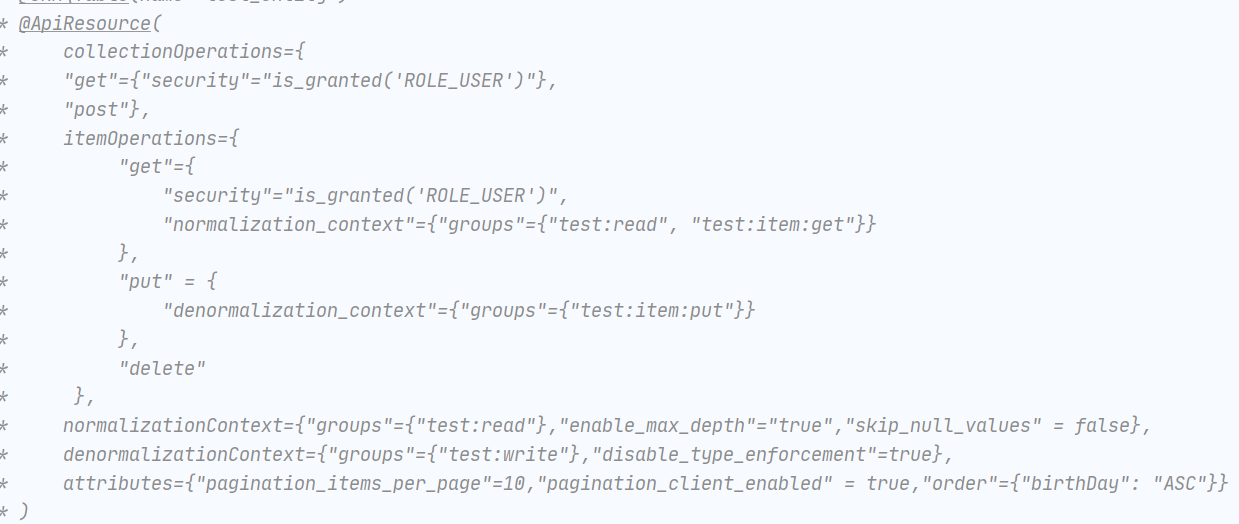 * @ApiResource(
*     collectionOperations={
*     "get"={"security"="is_granted('ROLE_USER')"},
*     "post"},
*     itemOperations={
*          "get"={
*              "security"="is_granted('ROLE_USER')",
*              "normalization_context"={"groups"={"test:read", "test:item:get"}}
*          },
*          "put" = {
*              "denormalization_context"={"groups"={"test:item:put"}}
*          },
*          "delete"
*      },
*     normalizationContext={"groups"={"test:read"},"enable_max_depth"="true","skip_null_values" = false},
*     denormalizationContext={"groups"={"test:write"},"disable_type_enforcement"=true},
*     attributes={"pagination_items_per_page"=10,"pagination_client_enabled" = true,"order"={"birthDay": "ASC"}}
* )